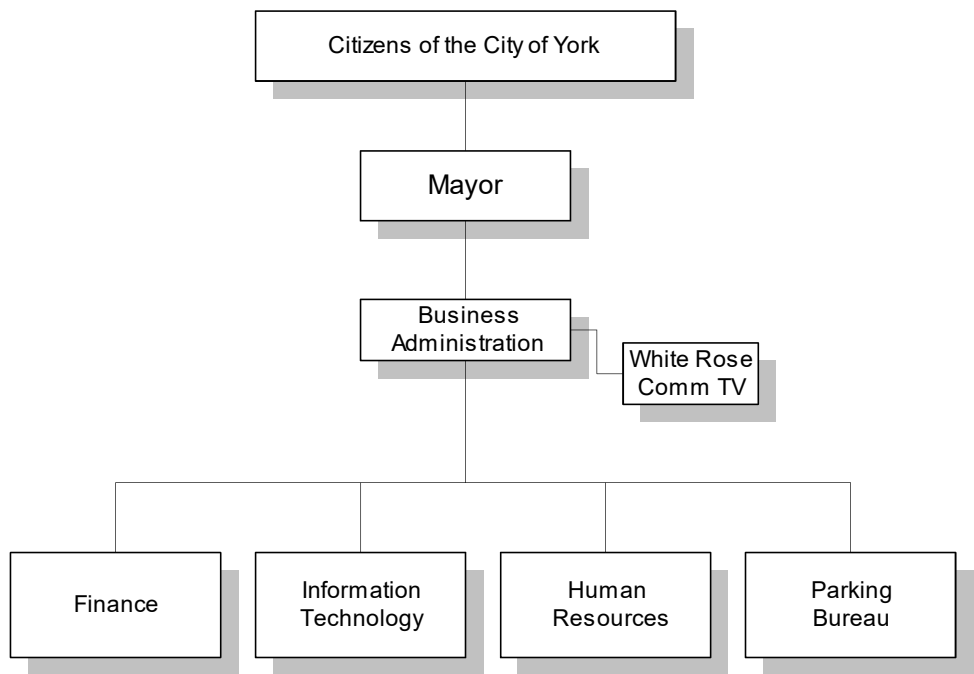 Citizens of the City of York
Mayor
Business
Administration
White Rose
Comm TV
Finance
Information
Technology
Human
Resources
Parking
Bureau